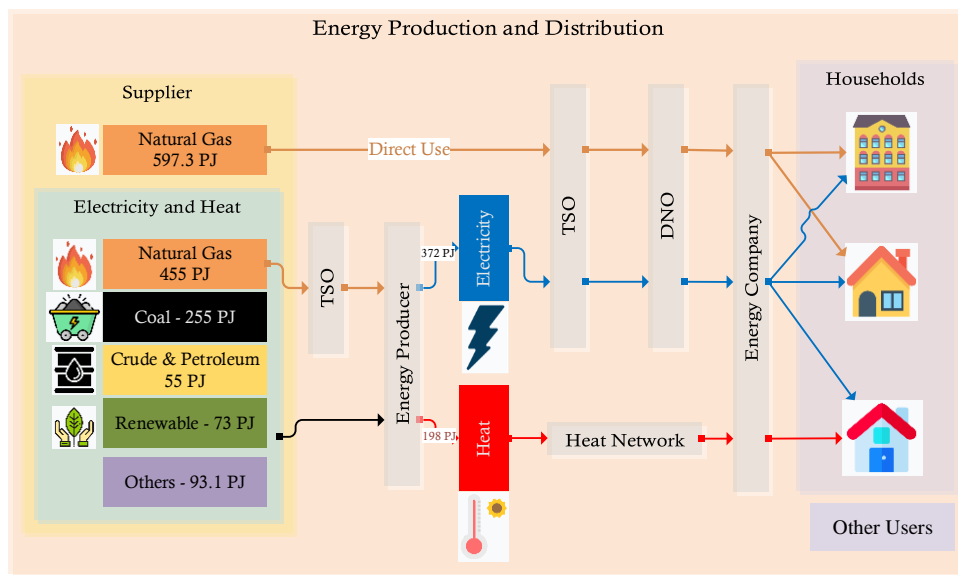 Energy Production and Distribution
Supplier
Households
Natural Gas
597.3 PJ
Direct Use
Electricity and Heat
Natural Gas
455 PJ
Coal - 255 PJ
Crude & Petroleum
55 PJ
Renewable - 73 PJ
Others - 93.1 PJ
TSO
Energy Producer
372 PJ
Electricity
198 PJ
Heat
TSO
DNO
Heat Network
Energy Company
Other Users